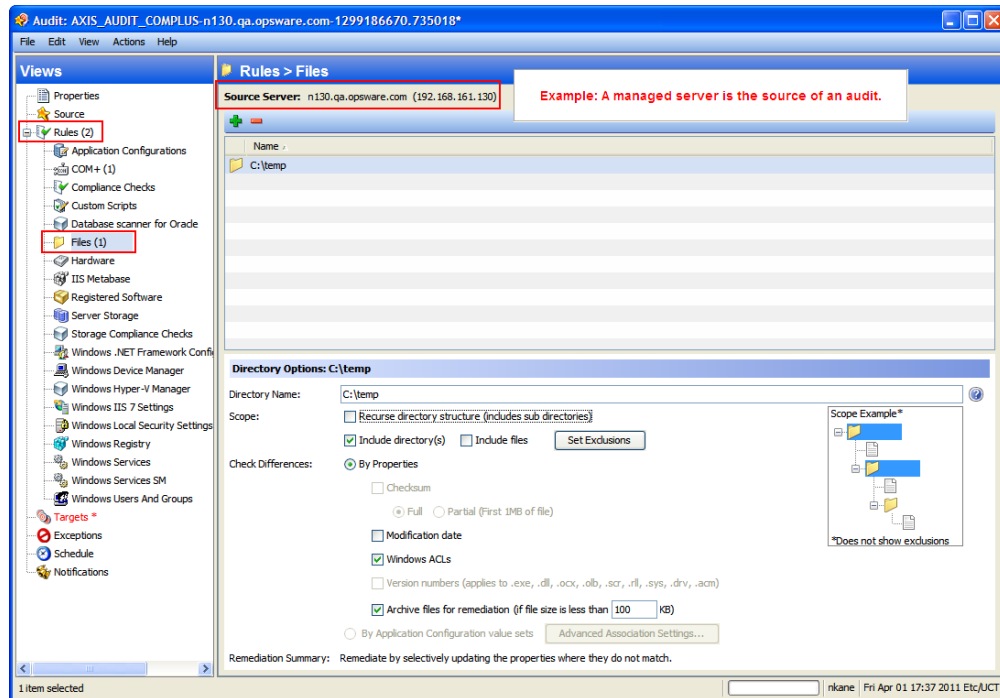 Audit: AXIS_AUDIT_COMPLUS-n130.qa.opsware.com-1299186670.735018*
File Edit View Actions Help
Views
Properties
Source
Rules (2)
Application Configurations
COM+ (1)
Compliance Checks
Custom Scripts
Database scanner for Oracle
Files (1)
Hardware
IIS Metabase
Registered Software
Server Storage
Storage Compliance Checks
Windows .NET Framework Confi
Windows Device Manager
Windows Hyper-V Manager
Windows IIS 7 Settings
Windows Local Security Settings
Windows Registry
Windows Services
Windows Services SM
Windows Users And Groups
Targets *
Exceptions
Schedule
Notifications
Rules > Files
Source Server: n130.qa.opsware.com (192.168.161.130)
Example: A managed server is the source of an audit.
Name
C:\temp
Directory Options: C:\temp
Directory Name: C:\temp
Scope: Recurse directory structure (includes sub directories)
Include directory(s) Include files Set Exclusions
Scope Example*
*Does not show exclusions
Check Differences: By Properties
Checksum
Full Partial (First 1MB of file)
Modification date
Windows ACLs
Version numbers (applies to .exe, .dll, .ocx, .olb, .scr, .rll, .sys, .drv, .acm)
Archive files for remediation (if file size is less than 100 KB)
By Application Configuration value sets Advanced Association Settings...
Remediation Summary: Remediate by selectively updating the properties where they do not match.
1 item selected
nkane Fri Apr 01 17:37 2011 Etc/UCT